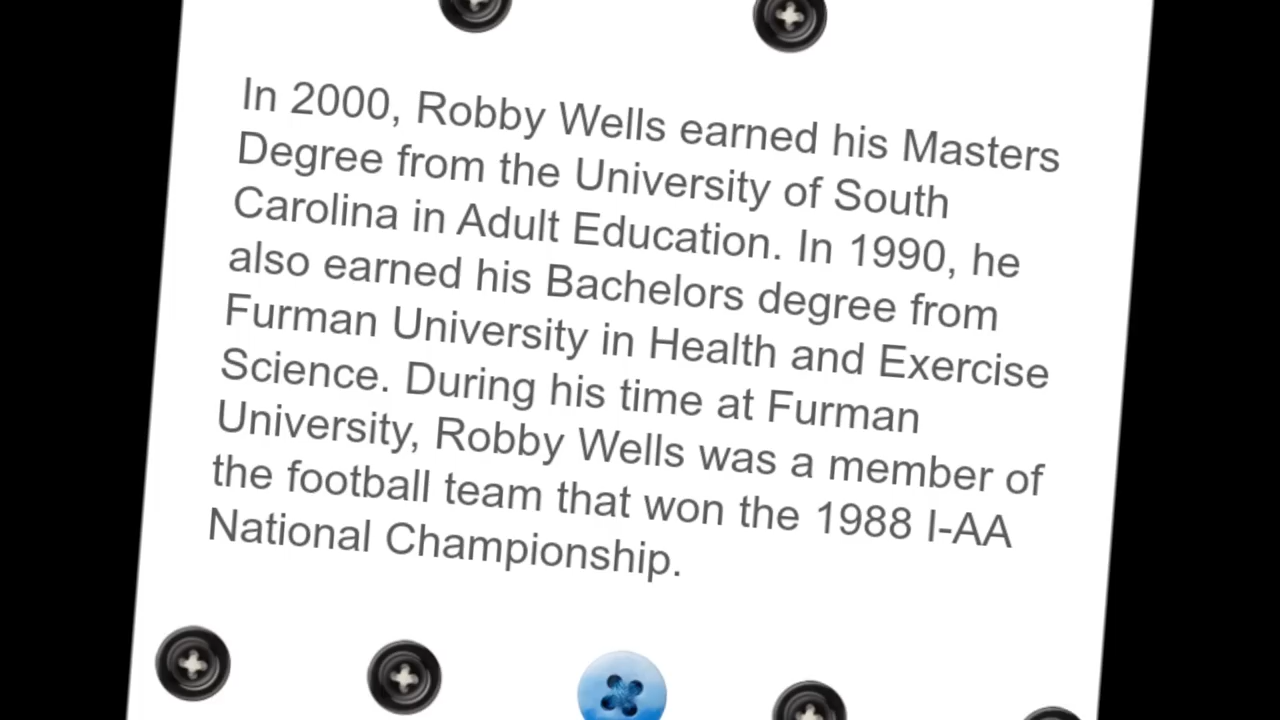 In 2000, Robby Wells earned his Masters
Degree from the University of South
Carolina in Adult Education. In 1990, he
also earned his Bachelors degree from
Furman University in Health and Exercise
Science. During his time at Furman
University, Robby Wells was a member of
the football team that won the 1988 I-AA
National Championship.